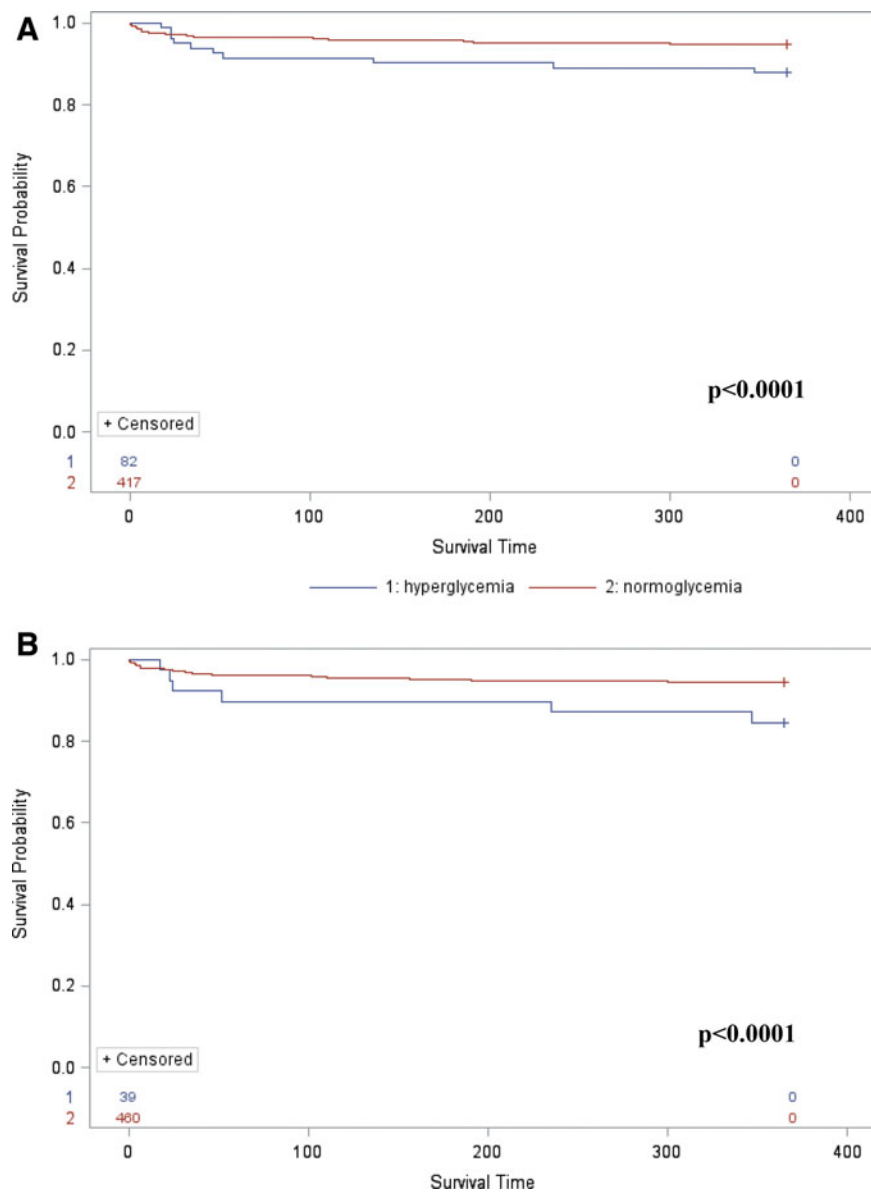 A
1.0
0.8
0.6
0.4
0.2
0.0
Survival Probability
p<0.0001
+ Censored
1 82 0
2 417 0
0 100 200 300 400
Survival Time
1: hyperglycemia 2: normoglycemia
B
1.0
0.8
0.6
0.4
0.2
0.0
Survival Probability
p<0.0001
+ Censored
1 39 0
2 460 0
0 100 200 300 400
Survival Time